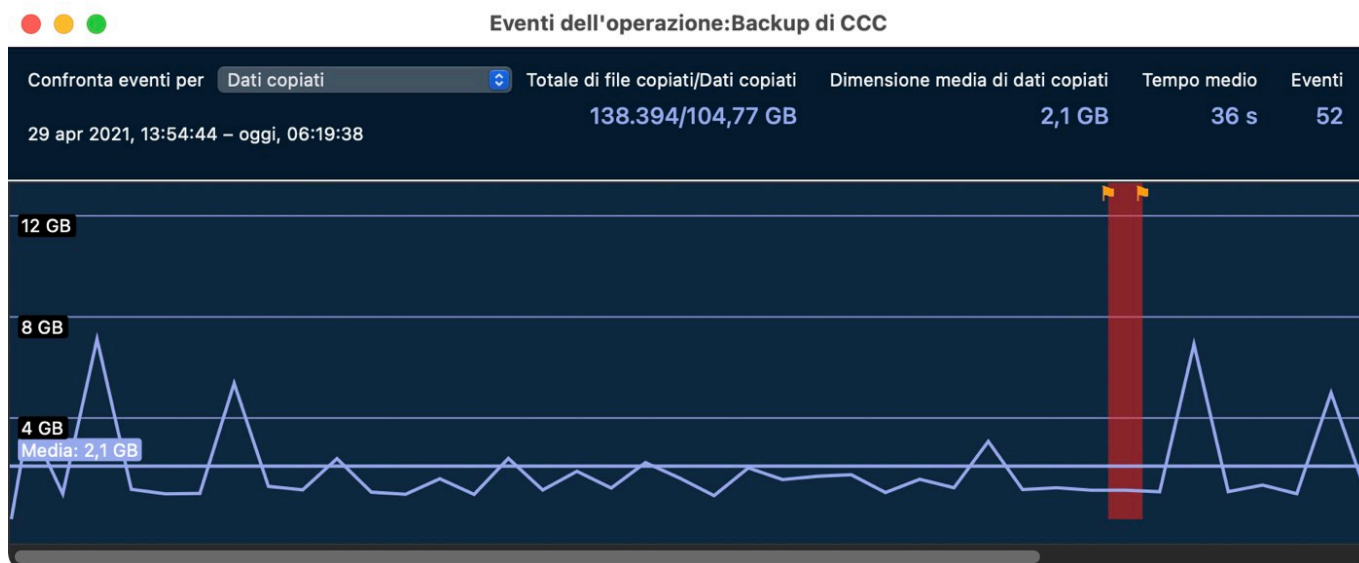 Eventi dell'operazione:Backup di CCC
Confronta eventi per Dati copiati Totale di file copiati/Dati copiati Dimensione media di dati copiati Tempo medio Eventi
138.394/104,77 GB 2,1 GB 36 s 52
29 apr 2021, 13:54:44 – oggi, 06:19:38
12 GB
8 GB
4 GB
Media: 2,1 GB